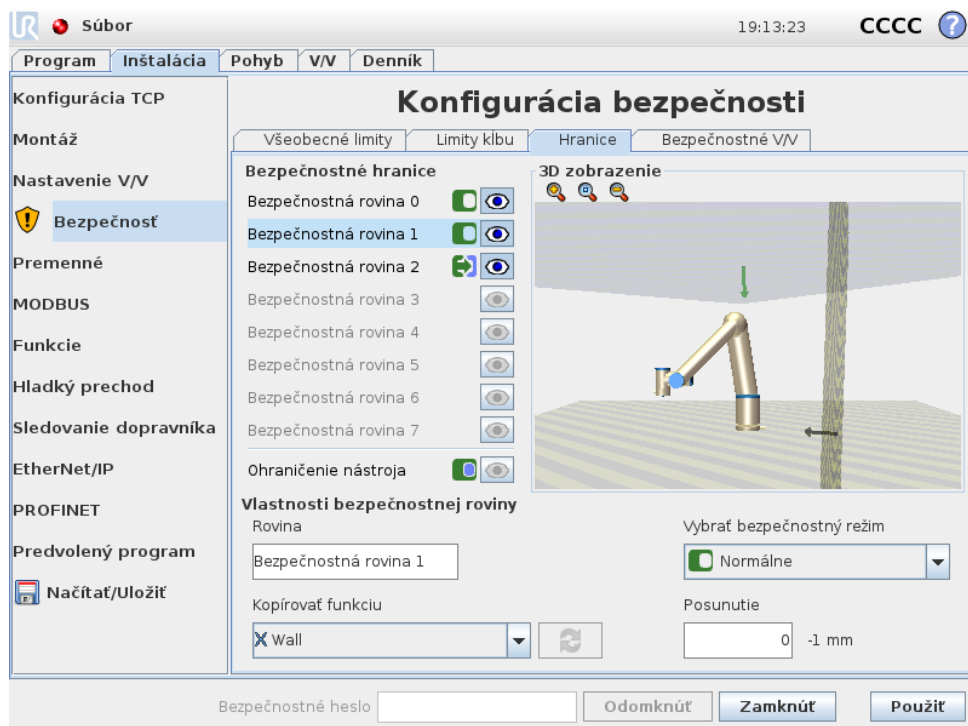 UR Súbor 19:13:23 CCCC ?
Program Inštalácia Pohyb V/V Denník
Konfigurácia TCP
Montáž
Nastavenie V/V
Bezpečnosť
Premenné
MODBUS
Funkcie
Hladký prechod
Sledovanie dopravníka
EtherNet/IP
PROFINET
Predvolený program
Načítať/Uložiť
Konfigurácia bezpečnosti
Všeobecné limity Limity kĺbu Hranice Bezpečnostné V/V
Bezpečnostné hranice
Bezpečnostná rovina 0
Bezpečnostná rovina 1
Bezpečnostná rovina 2
Bezpečnostná rovina 3
Bezpečnostná rovina 4
Bezpečnostná rovina 5
Bezpečnostná rovina 6
Bezpečnostná rovina 7
Ohraničenie nástroja
3D zobrazenie
Vlastnosti bezpečnostnej roviny
Rovina
Bezpečnostná rovina 1
Vybrať bezpečnostný režim
Normálne
Kopírovať funkciu
Wall
Posunutie
0 -1 mm
Bezpečnostné heslo Odomknúť Zamknúť Použiť